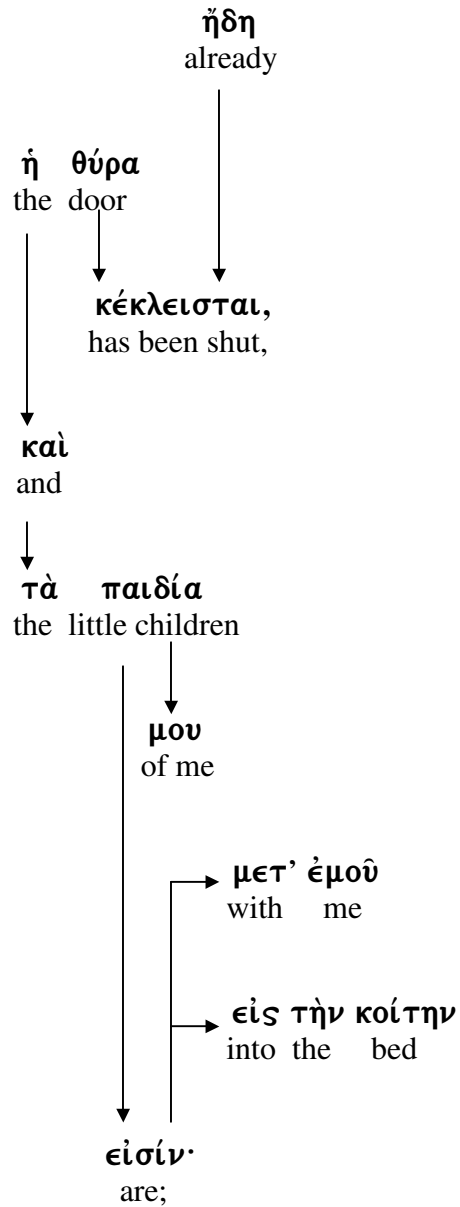 ἤδη
already
ἡ θύρα
the door
κέκλεισται,
has been shut,
καὶ
and
τὰ παιδία
the little children
μου
of me
μετ’ ἐμοῦ
with me
εἰς τὴν κοίτην
into the bed
εἰσίν·
are;